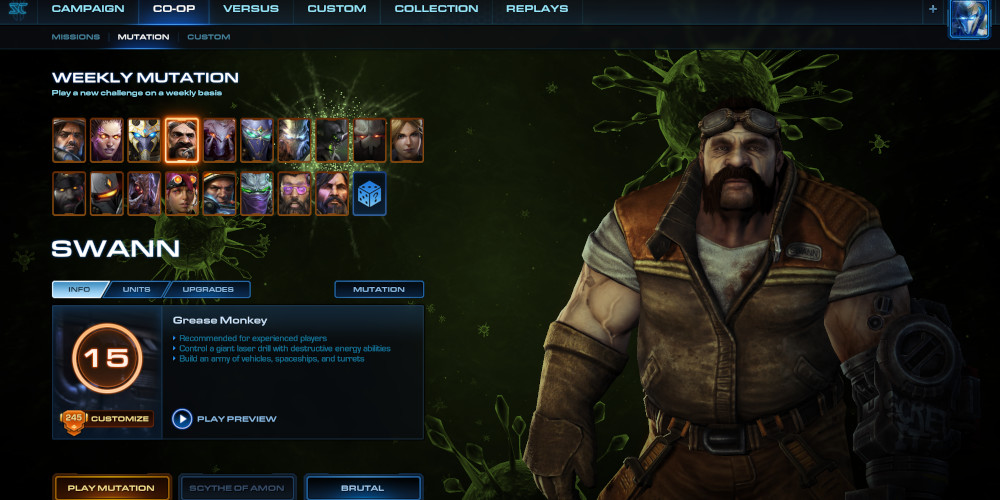 CAMPAIGN CO-OP VERSUS CUSTOM COLLECTION REPLAYS +
MISSIONS MUTATION CUSTOM
WEEKLY MUTATION
Play a new challenge on a weekly basis
SWANN
INFO UNITS UPGRADES MUTATION
Grease Monkey
Recommended for experienced players
Control a giant laser drill with destructive energy abilities
Build an army of vehicles, spaceships, and turrets
15
245 CUSTOMIZE
PLAY PREVIEW
PLAY MUTATION SCYTHE OF AMON BRUTAL